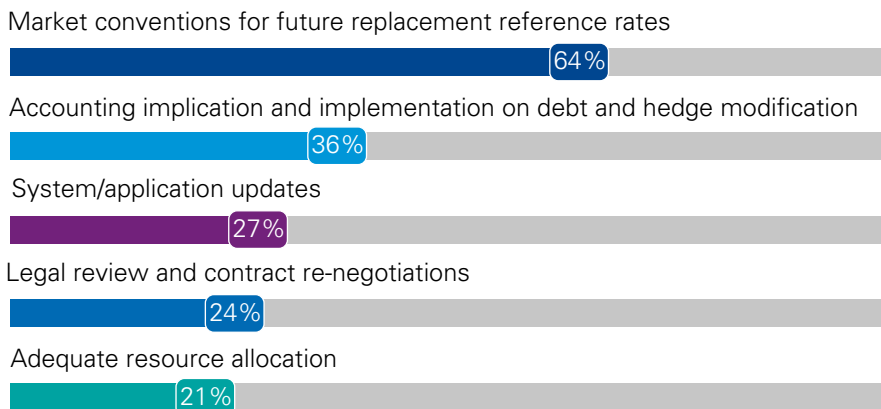 Market conventions for future replacement reference rates
64%
Accounting implication and implementation on debt and hedge modification
36%
System/application updates
27%
Legal review and contract re-negotiations
24%
Adequate resource allocation
21%